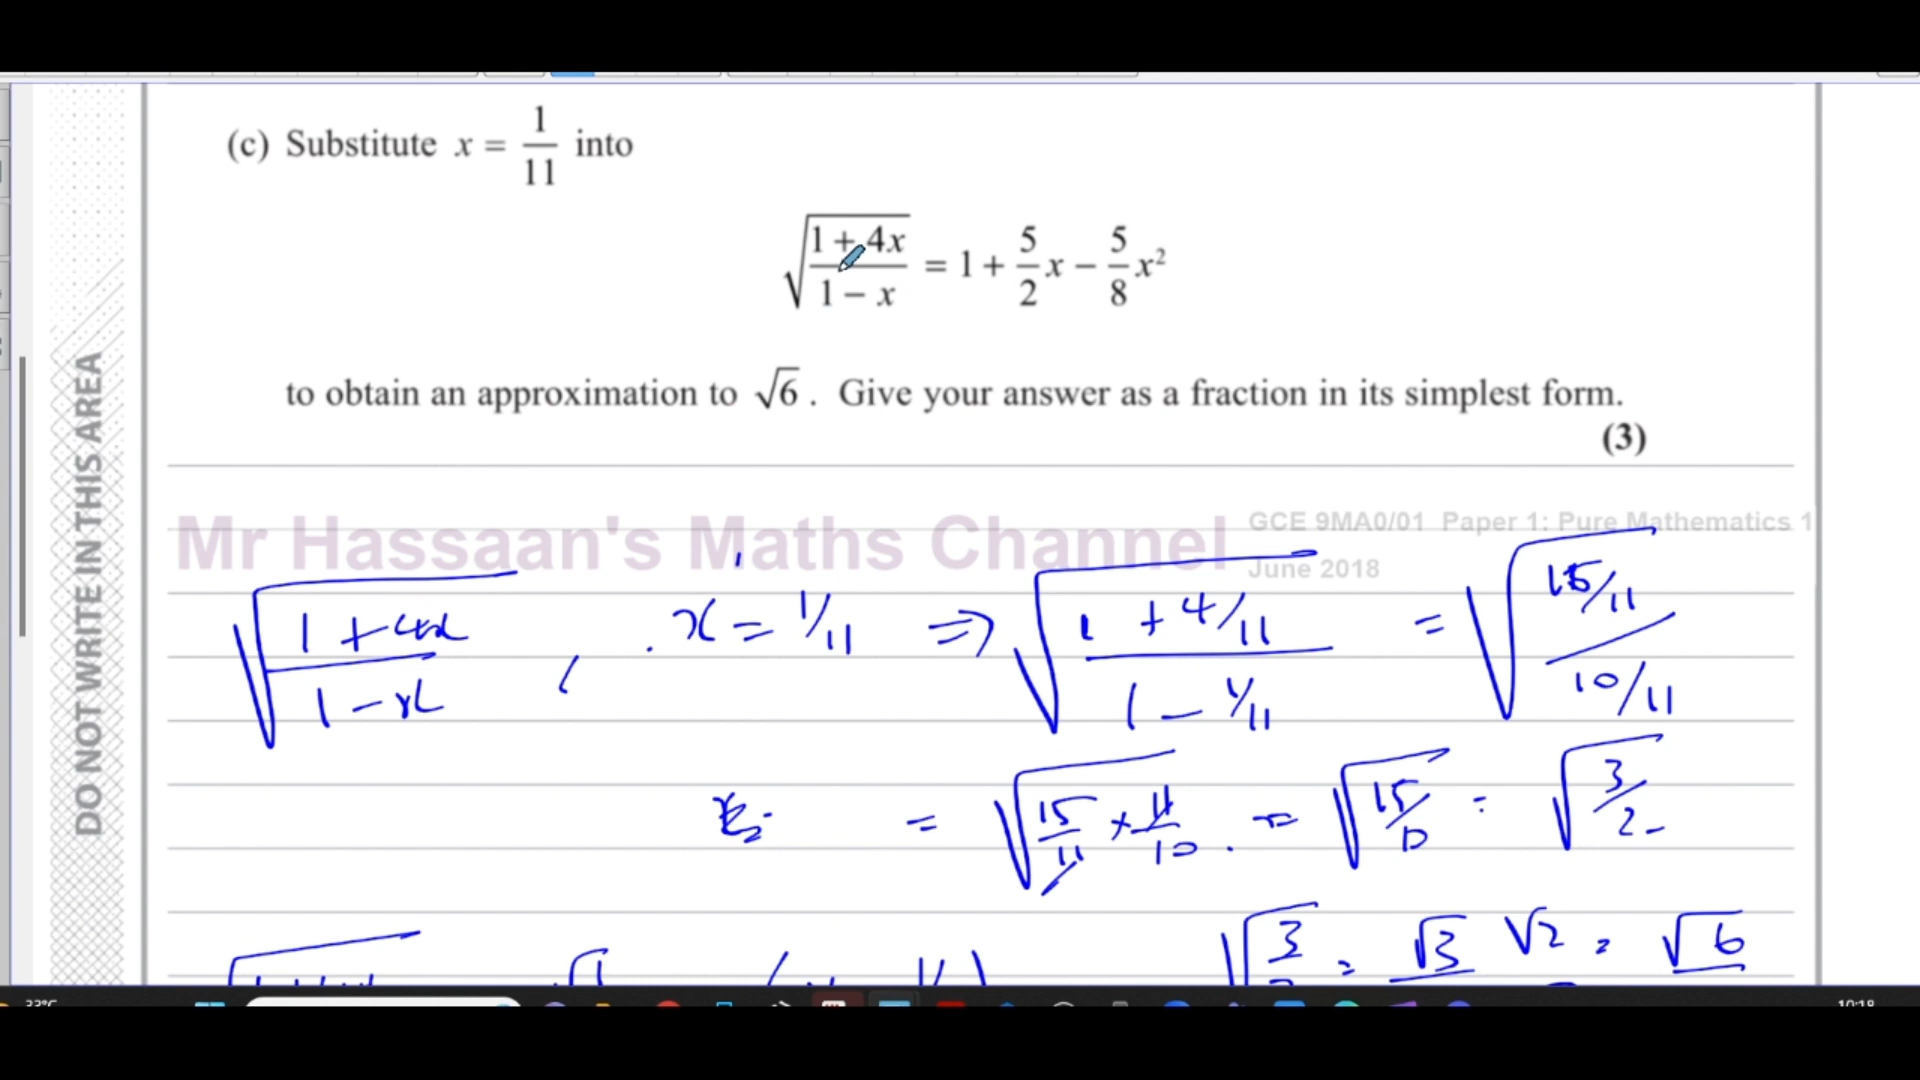 (c) Substitute x = 1/11 into
√((1 + 4x)/(1 − x)) = 1 + 5/2 x − 5/8 x²
to obtain an approximation to √6 . Give your answer as a fraction in its simplest form.
(3)
DO NOT WRITE IN THIS AREA
Mr Hassaan's Maths Channel
GCE 9MA0/01 Paper 1: Pure Mathematics 1
June 2018
√((1 + 4x)/(1 − x)) , x = 1/11 ⇒ √((1 + 4/11)/(1 − 1/11)) = √((15/11)/(10/11))
= √(15/11 × 11/10) = √(15/10) = √(3/2)
√(3/2) = √3 √2 = √6
33°C
10:18